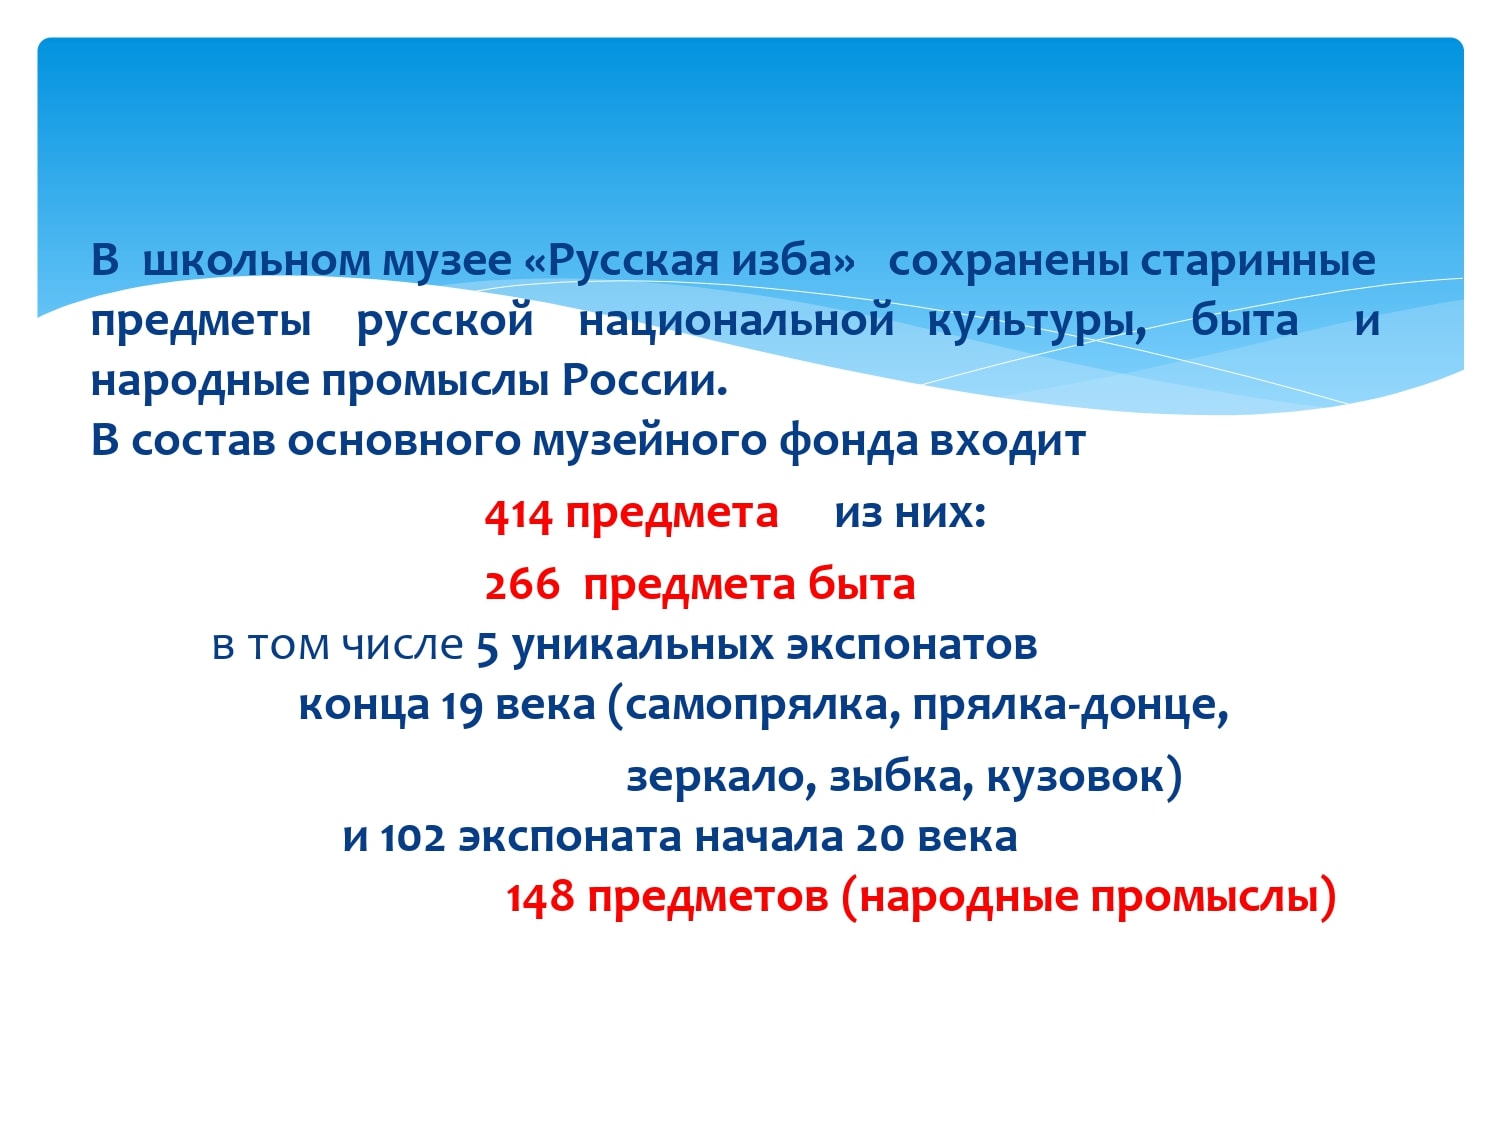 В школьном музее «Русская изба» сохранены старинные
предметы русской национальной культуры, быта и
народные промыслы России.
В состав основного музейного фонда входит
414 предмета из них:
266 предмета быта
в том числе 5 уникальных экспонатов
конца 19 века (самопрялка, прялка-донце,
зеркало, зыбка, кузовок)
и 102 экспоната начала 20 века
148 предметов (народные промыслы)